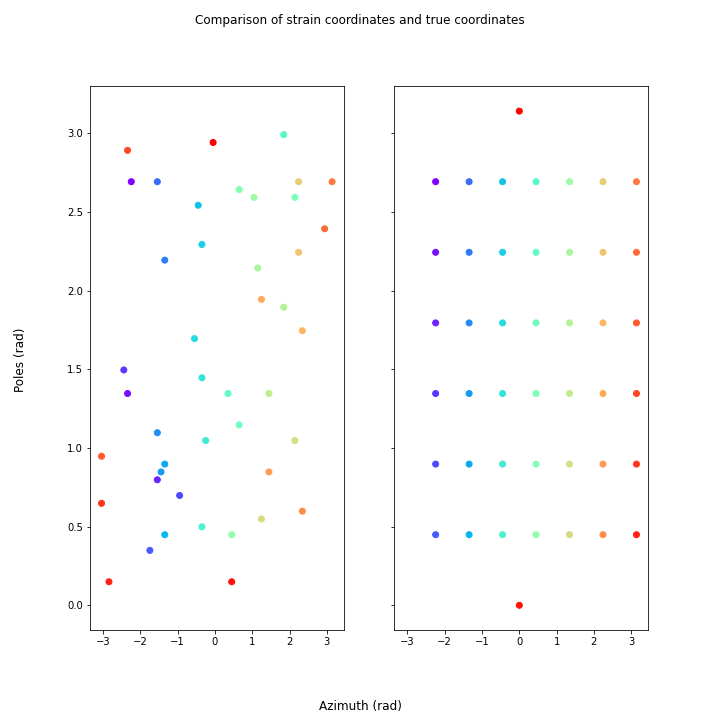 Comparison of strain coordinates and true coordinates
3.0
2.5
2.0
1.5
1.0
0.5
0.0
Poles (rad)
−3 −2 −1 0 1 2 3 −3 −2 −1 0 1 2 3
Azimuth (rad)